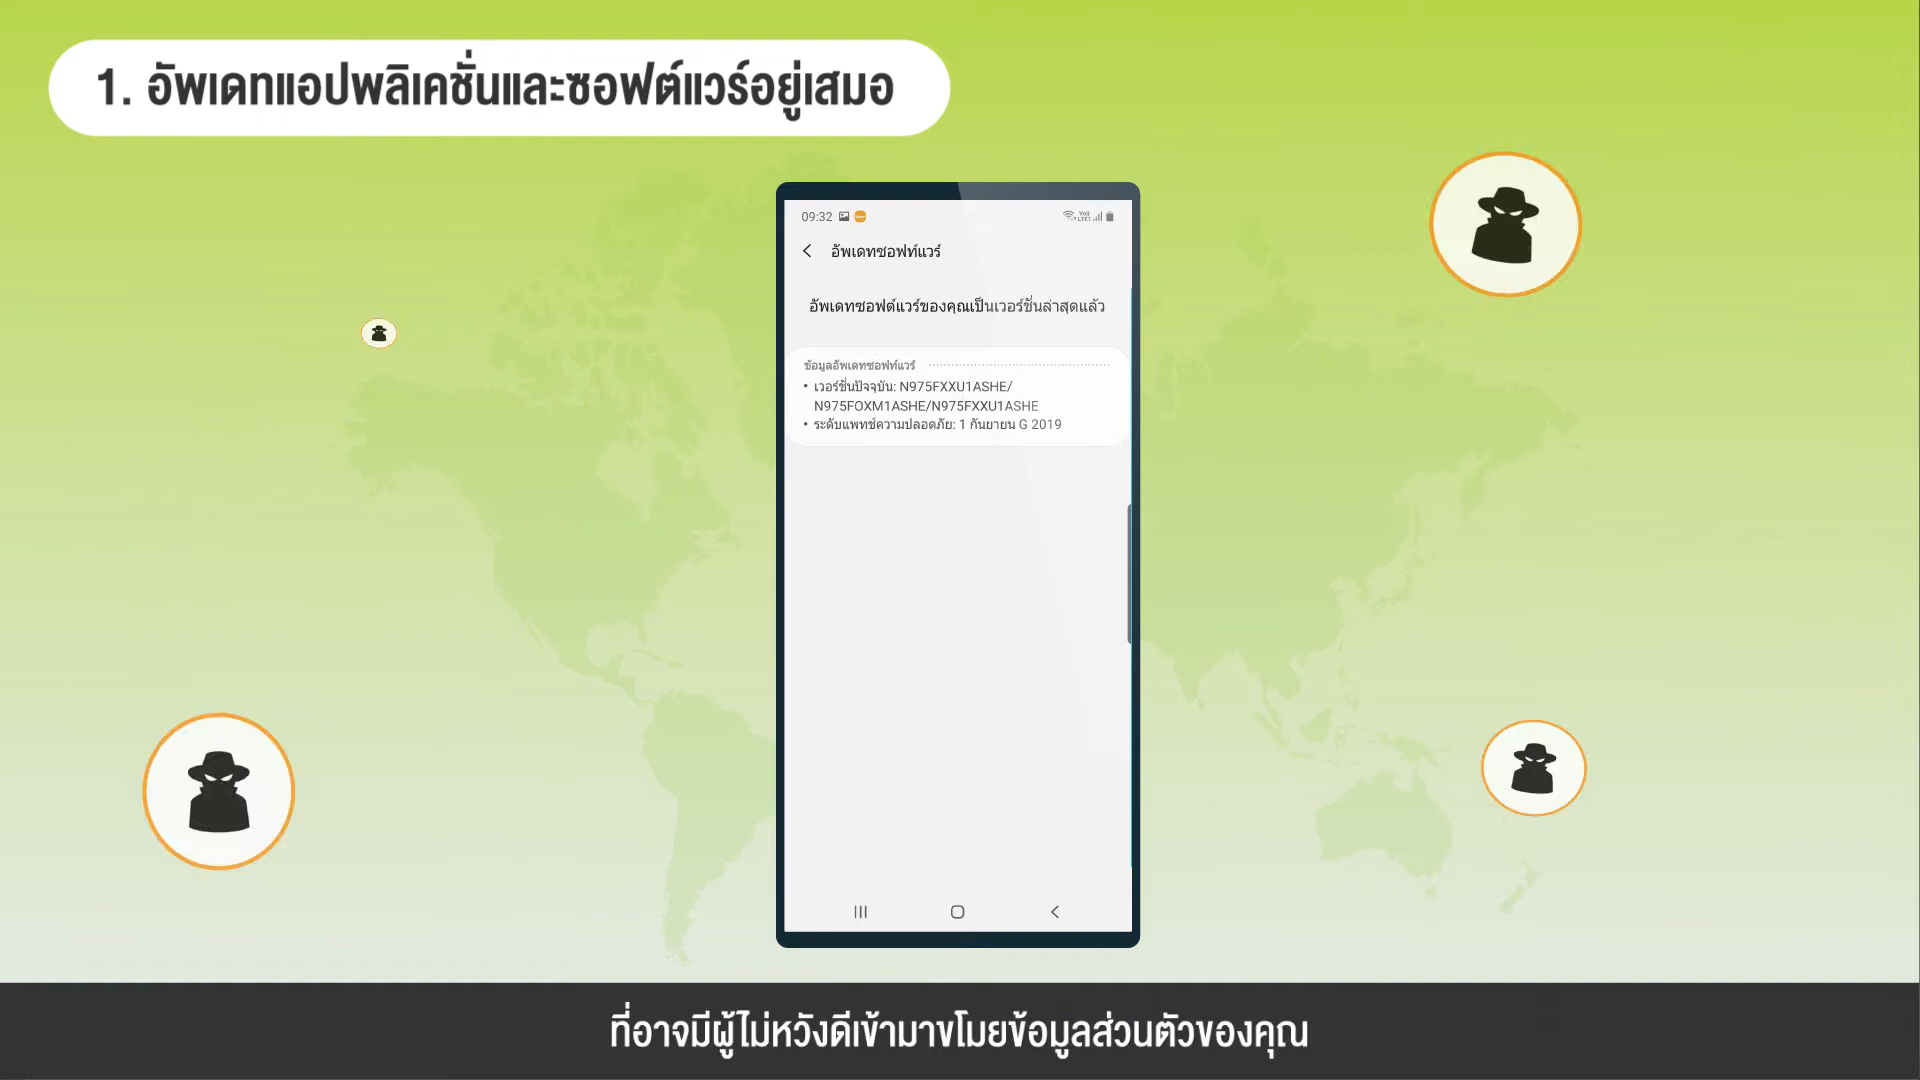 1. อัพเดทแอปพลิเคชั่นและซอฟต์แวร์อยู่เสมอ
09:32
อัพเดทซอฟท์แวร์
อัพเดทซอฟต์แวร์ของคุณเป็นเวอร์ชั่นล่าสุดแล้ว
ข้อมูลอัพเดทซอฟท์แวร์
• เวอร์ชั่นปัจจุบัน: N975FXXU1ASHE/
N975FOXM1ASHE/N975FXXU1ASHE
• ระดับแพทช์ความปลอดภัย: 1 กันยายน G 2019
ที่อาจมีผู้ไม่หวังดีเข้ามาขโมยข้อมูลส่วนตัวของคุณ